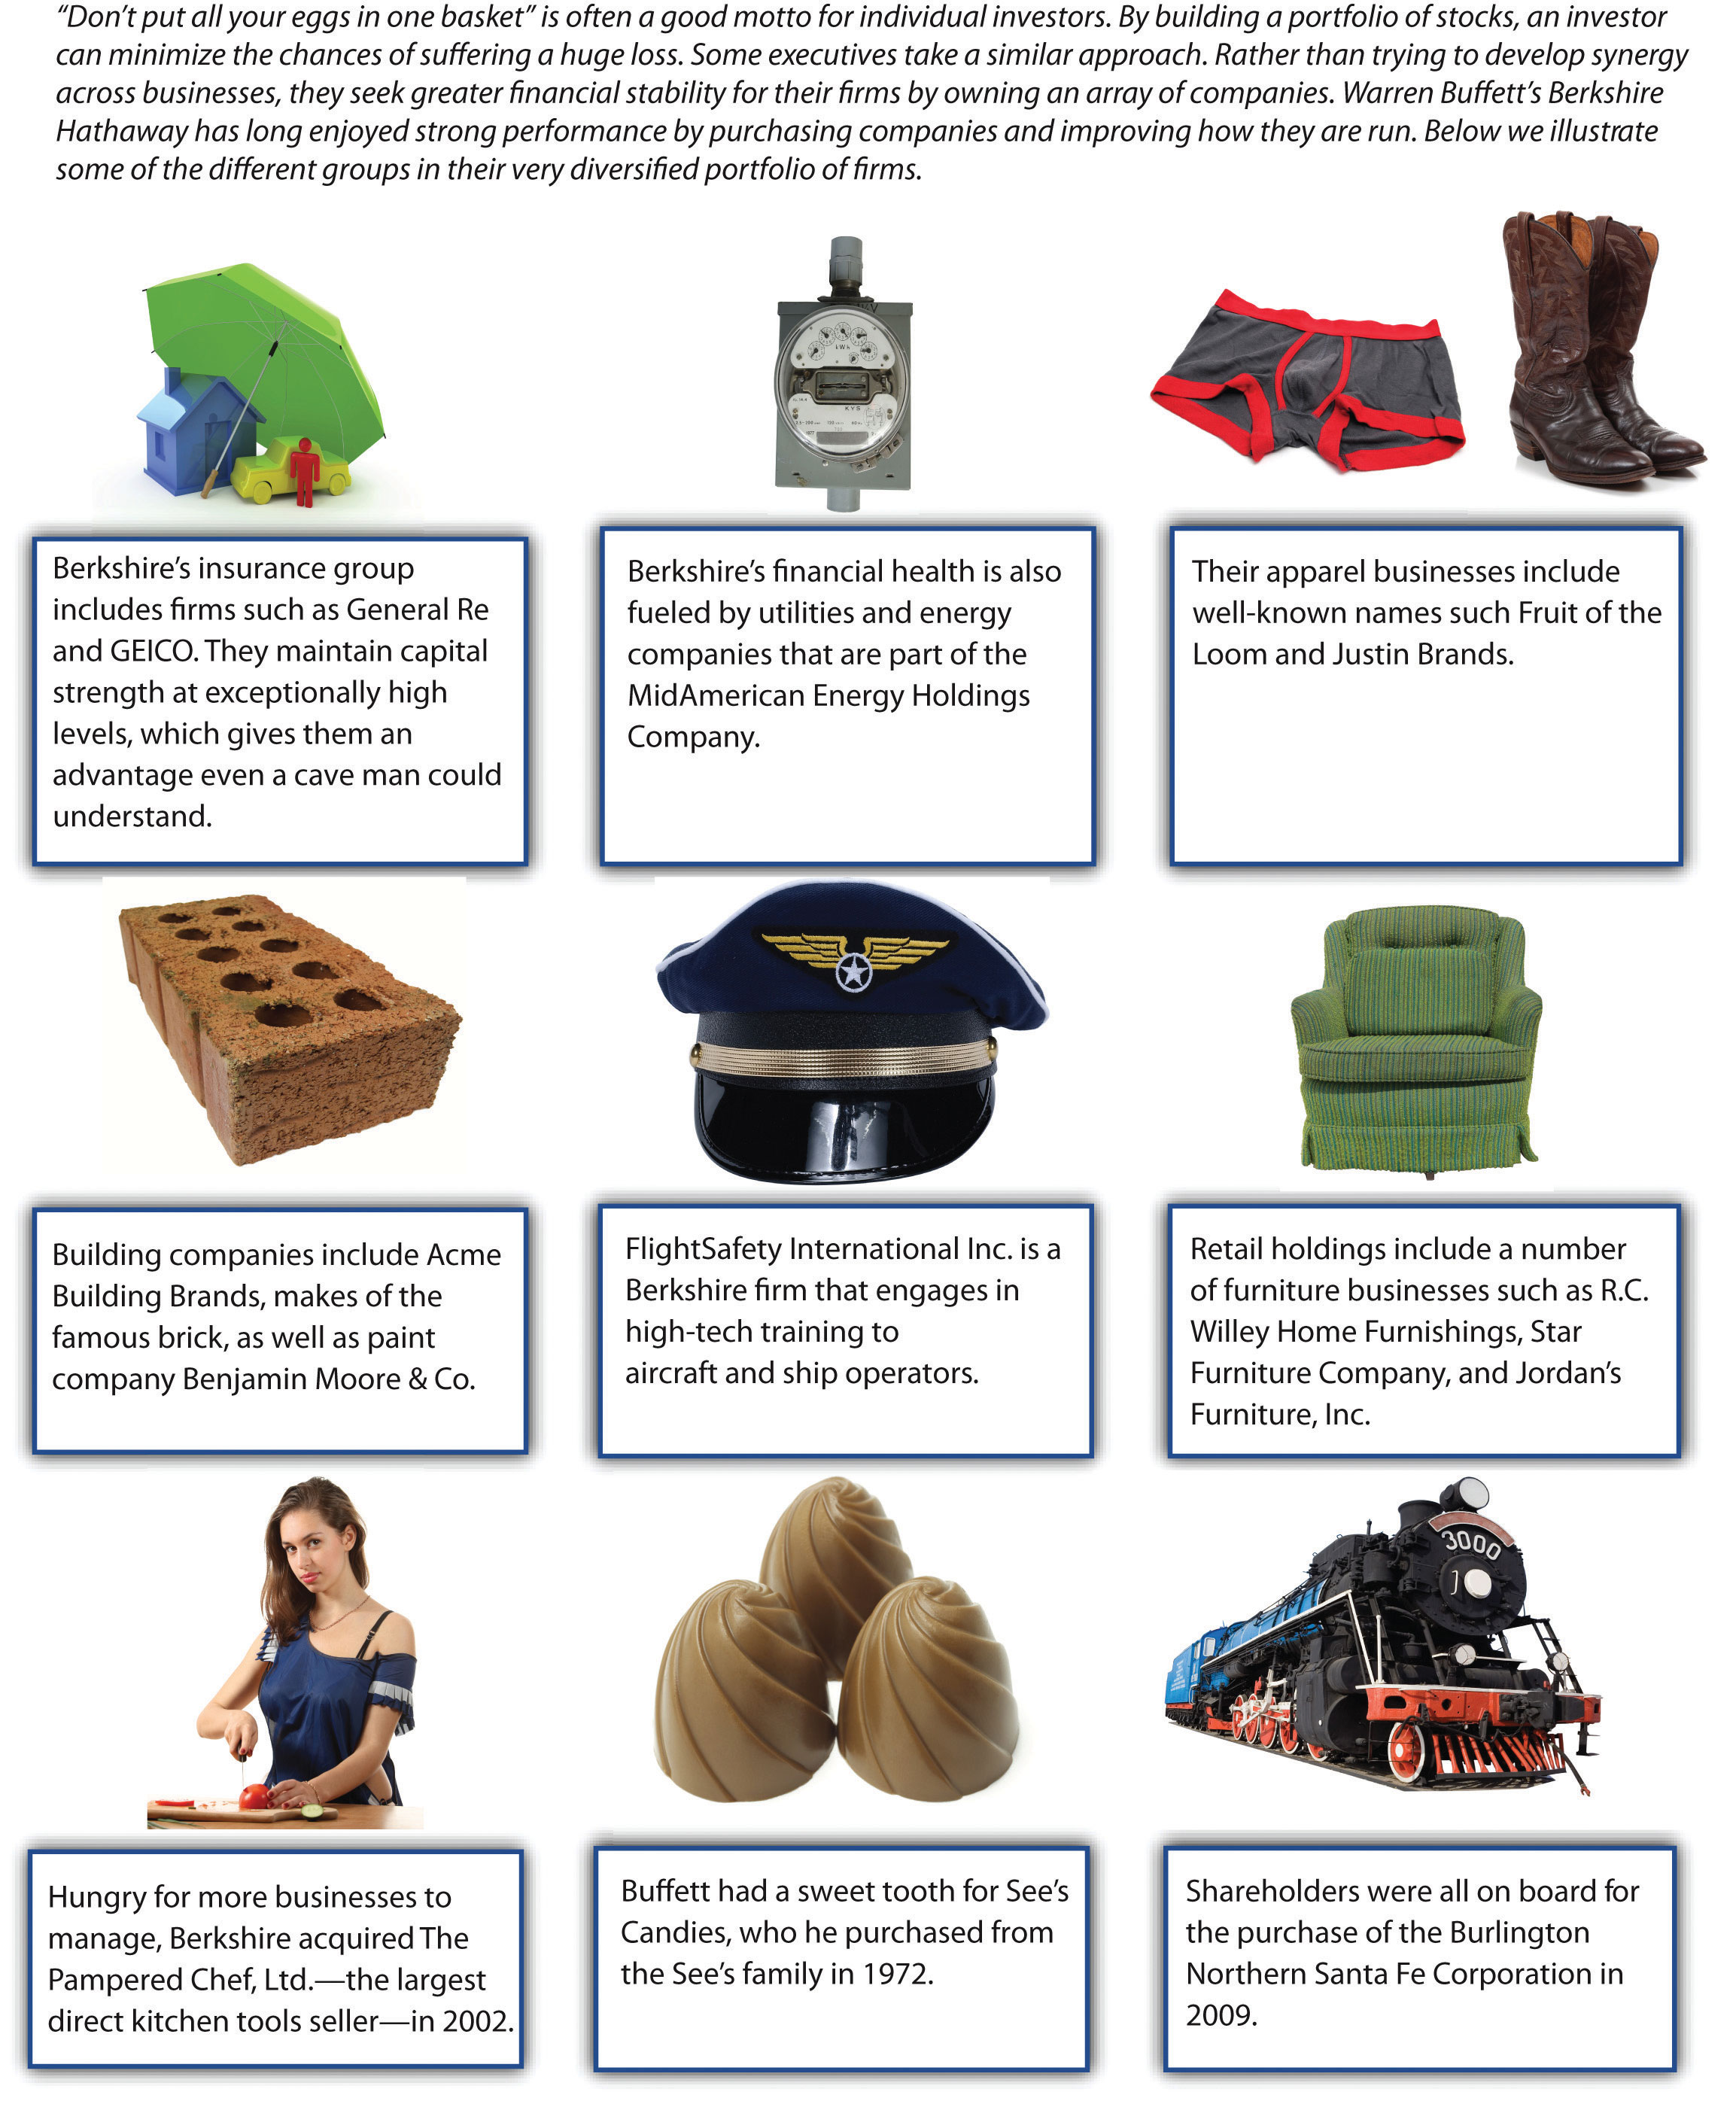 “Don’t put all your eggs in one basket” is often a good motto for individual investors. By building a portfolio of stocks, an investor
can minimize the chances of suffering a huge loss. Some executives take a similar approach. Rather than trying to develop synergy
across businesses, they seek greater financial stability for their firms by owning an array of companies. Warren Buffett’s Berkshire
Hathaway has long enjoyed strong performance by purchasing companies and improving how they are run. Below we illustrate
some of the different groups in their very diversified portfolio of firms.
kWh
KYS
Berkshire’s insurance group
includes firms such as General Re
and GEICO. They maintain capital
strength at exceptionally high
levels, which gives them an
advantage even a cave man could
understand.
Berkshire’s financial health is also
fueled by utilities and energy
companies that are part of the
MidAmerican Energy Holdings
Company.
Their apparel businesses include
well-known names such Fruit of the
Loom and Justin Brands.
Building companies include Acme
Building Brands, makes of the
famous brick, as well as paint
company Benjamin Moore & Co.
FlightSafety International Inc. is a
Berkshire firm that engages in
high-tech training to
aircraft and ship operators.
Retail holdings include a number
of furniture businesses such as R.C.
Willey Home Furnishings, Star
Furniture Company, and Jordan’s
Furniture, Inc.
3000
Hungry for more businesses to
manage, Berkshire acquired The
Pampered Chef, Ltd.—the largest
direct kitchen tools seller—in 2002.
Buffett had a sweet tooth for See’s
Candies, who he purchased from
the See’s family in 1972.
Shareholders were all on board for
the purchase of the Burlington
Northern Santa Fe Corporation in
2009.